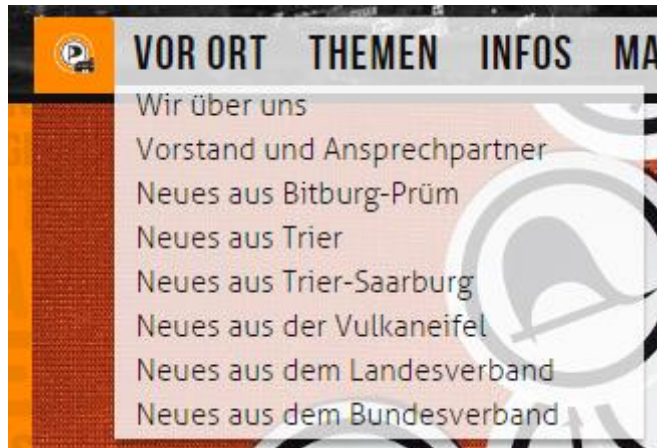 VOR ORT THEMEN INFOS MA
Wir über uns
Vorstand und Ansprechpartner
Neues aus Bitburg-Prüm
Neues aus Trier
Neues aus Trier-Saarburg
Neues aus der Vulkaneifel
Neues aus dem Landesverband
Neues aus dem Bundesverband